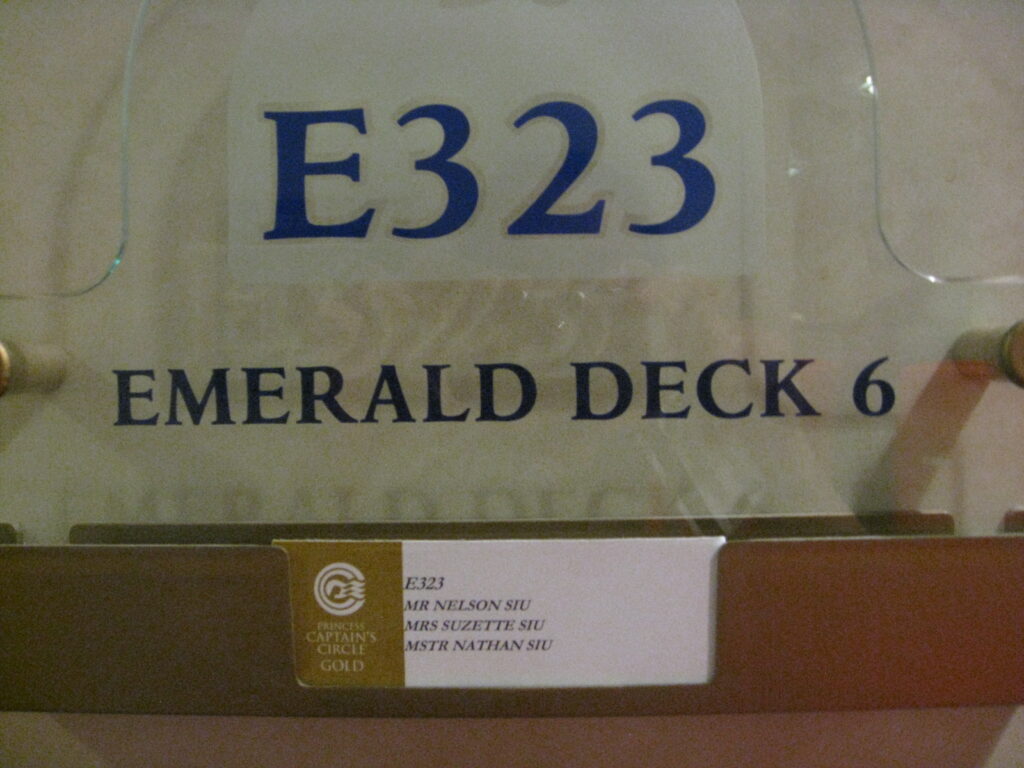 E323
EMERALD DECK 6
PRINCESS
CAPTAIN'S
CIRCLE
GOLD
E323
MR NELSON SIU
MRS SUZETTE SIU
MSTR NATHAN SIU